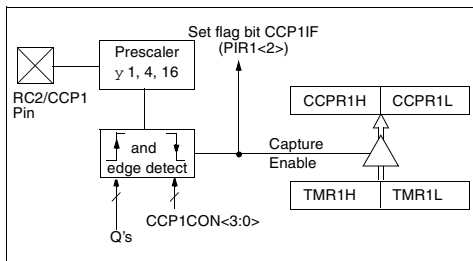 Set flag bit CCP1IF
(PIR1<2>)
Prescaler
y 1, 4, 16
RC2/CCP1
Pin
CCPR1H CCPR1L
and
edge detect
Capture
Enable
TMR1H TMR1L
CCP1CON<3:0>
Q's